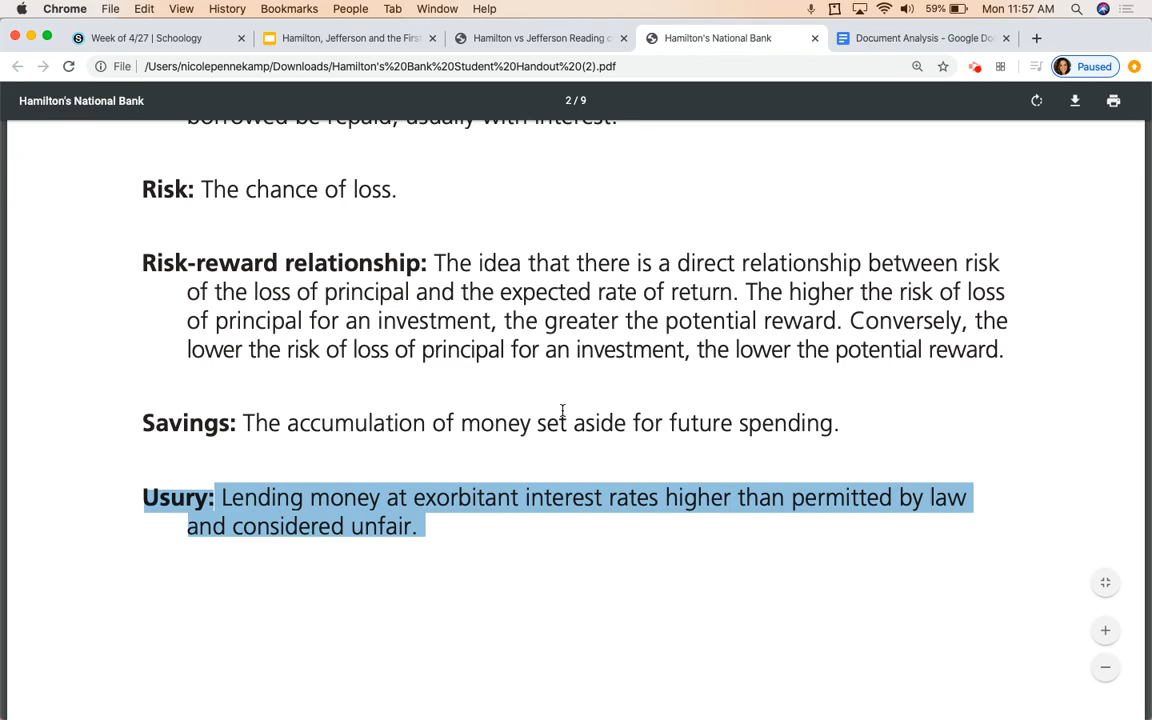 Chrome File Edit View History Bookmarks People Tab Window Help 59% Mon 11:57 AM
Week of 4/27 | Schoology Hamilton, Jefferson and the Firs Hamilton vs Jefferson Reading c Hamilton's National Bank Document Analysis - Google Do
File /Users/nicolepennekamp/Downloads/Hamilton's%20Bank%20Student%20Handout%20(2).pdf Paused
Hamilton's National Bank 2 / 9
borrowed be repaid, usually with interest.
Risk: The chance of loss.
Risk-reward relationship: The idea that there is a direct relationship between risk
of the loss of principal and the expected rate of return. The higher the risk of loss
of principal for an investment, the greater the potential reward. Conversely, the
lower the risk of loss of principal for an investment, the lower the potential reward.
Savings: The accumulation of money set aside for future spending.
Usury: Lending money at exorbitant interest rates higher than permitted by law
and considered unfair.